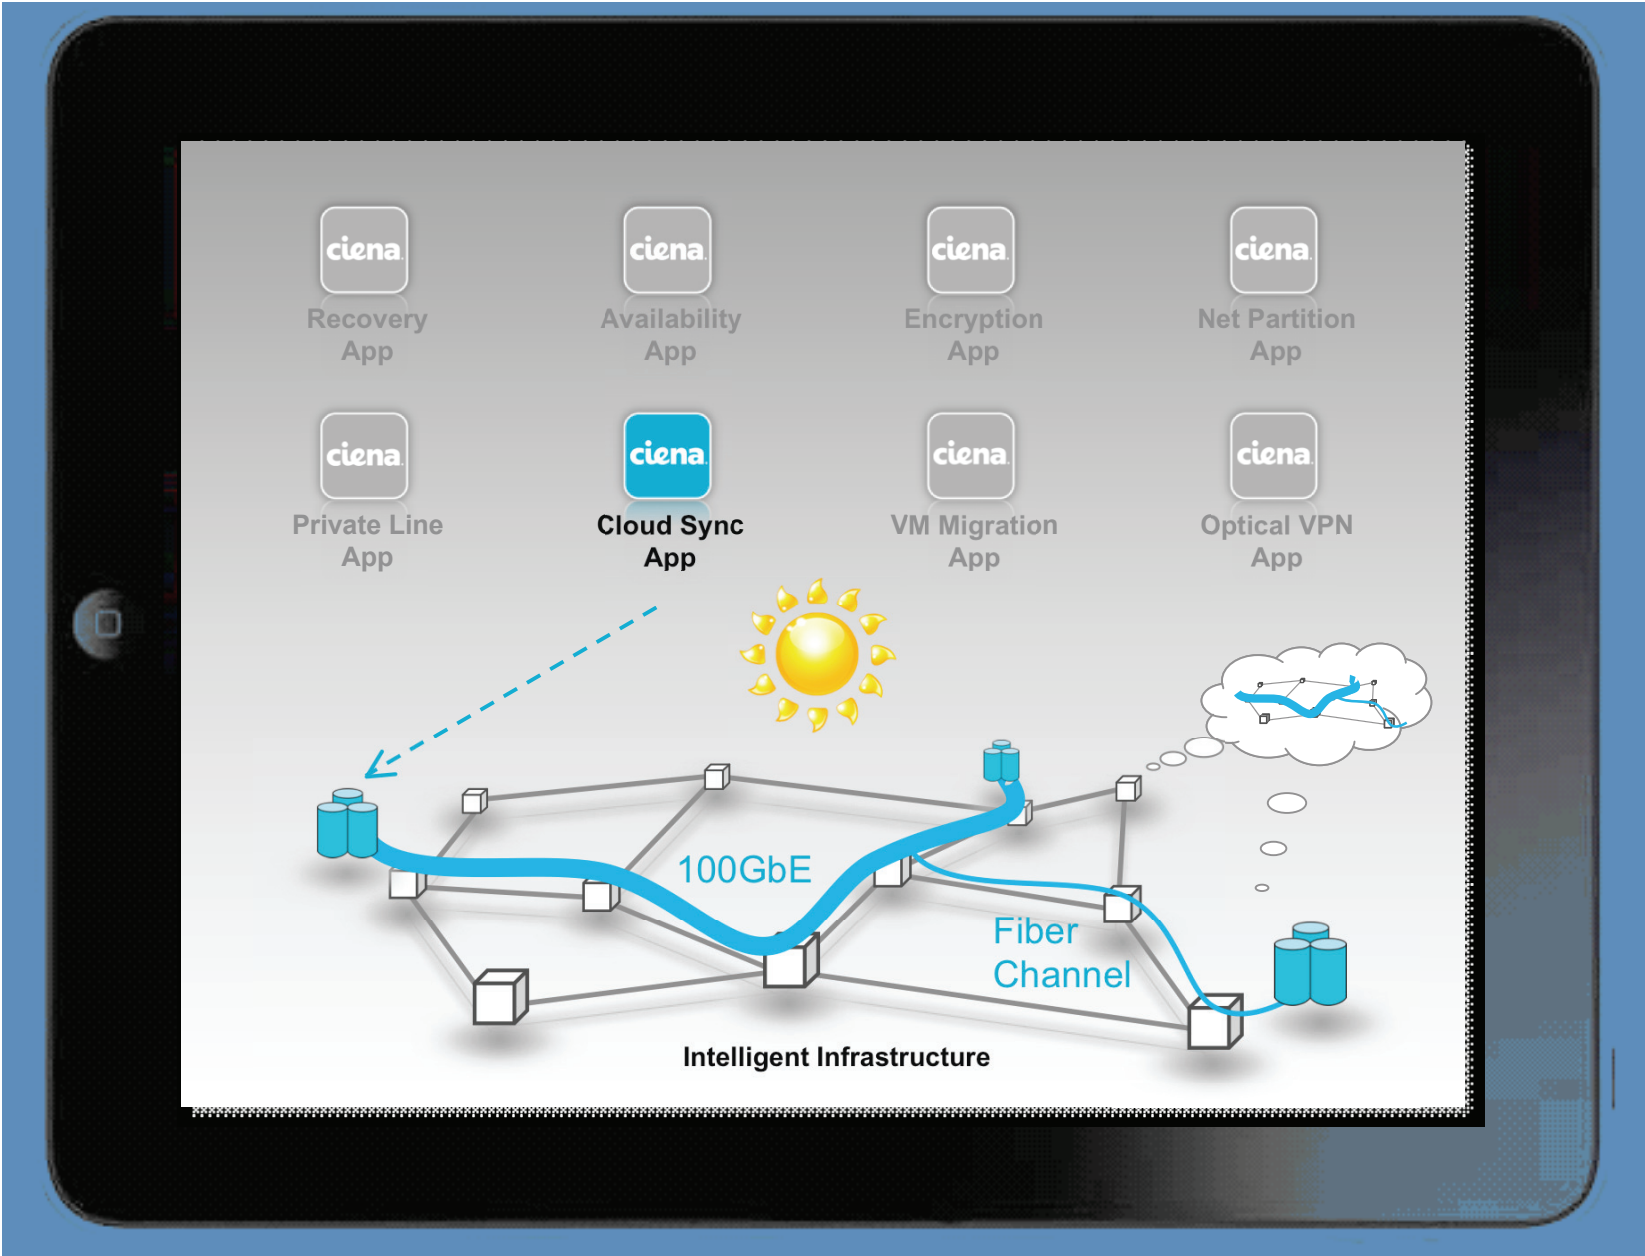 ciena.
ciena.
ciena.
ciena.
Recovery
App
Availability
App
Encryption
App
Net Partition
App
ciena.
ciena.
ciena.
ciena.
Private Line
App
Cloud Sync
App
VM Migration
App
Optical VPN
App
100GbE
Fiber
Channel
Intelligent Infrastructure